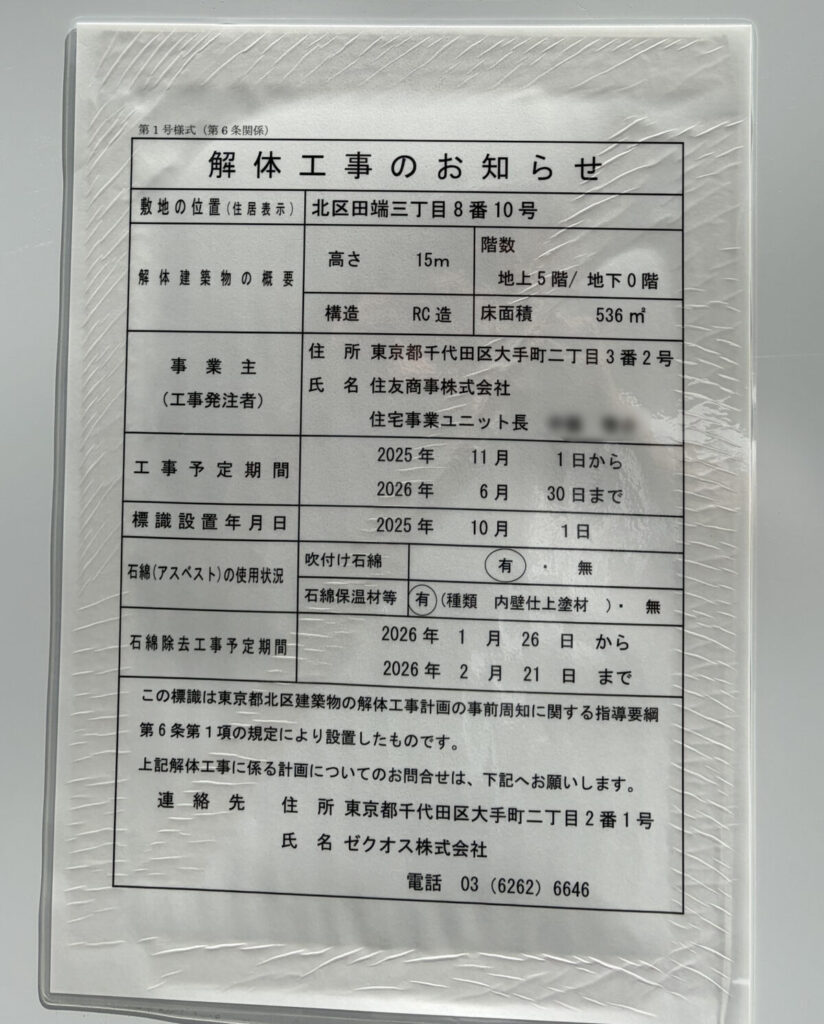 第1号様式（第6条関係）
解体工事のお知らせ
敷地の位置(住居表示) 北区田端三丁目8番10号
解体建築物の概要
高さ 15m
階数
地上5階/ 地下0階
構造 RC造
床面積 536㎡
事業主
（工事発注者）
住所 東京都千代田区大手町二丁目3番2号
氏名 住友商事株式会社
住宅事業ユニット長
工事予定期間
2025年 11月 1日から
2026年 6月 30日まで
標識設置年月日 2025年 10月 1日
石綿(アスベスト)の使用状況
吹付け石綿 有 ・ 無
石綿保温材等 有(種類 内壁仕上塗材 )・ 無
石綿除去工事予定期間
2026年 1月 26日 から
2026年 2月 21日 まで
この標識は東京都北区建築物の解体工事計画の事前周知に関する指導要綱
第6条第1項の規定により設置したものです。
上記解体工事に係る計画についてのお問合せは、下記へお願いします。
連絡先 住所 東京都千代田区大手町二丁目2番1号
氏名 ゼクオス株式会社
電話 03（6262）6646